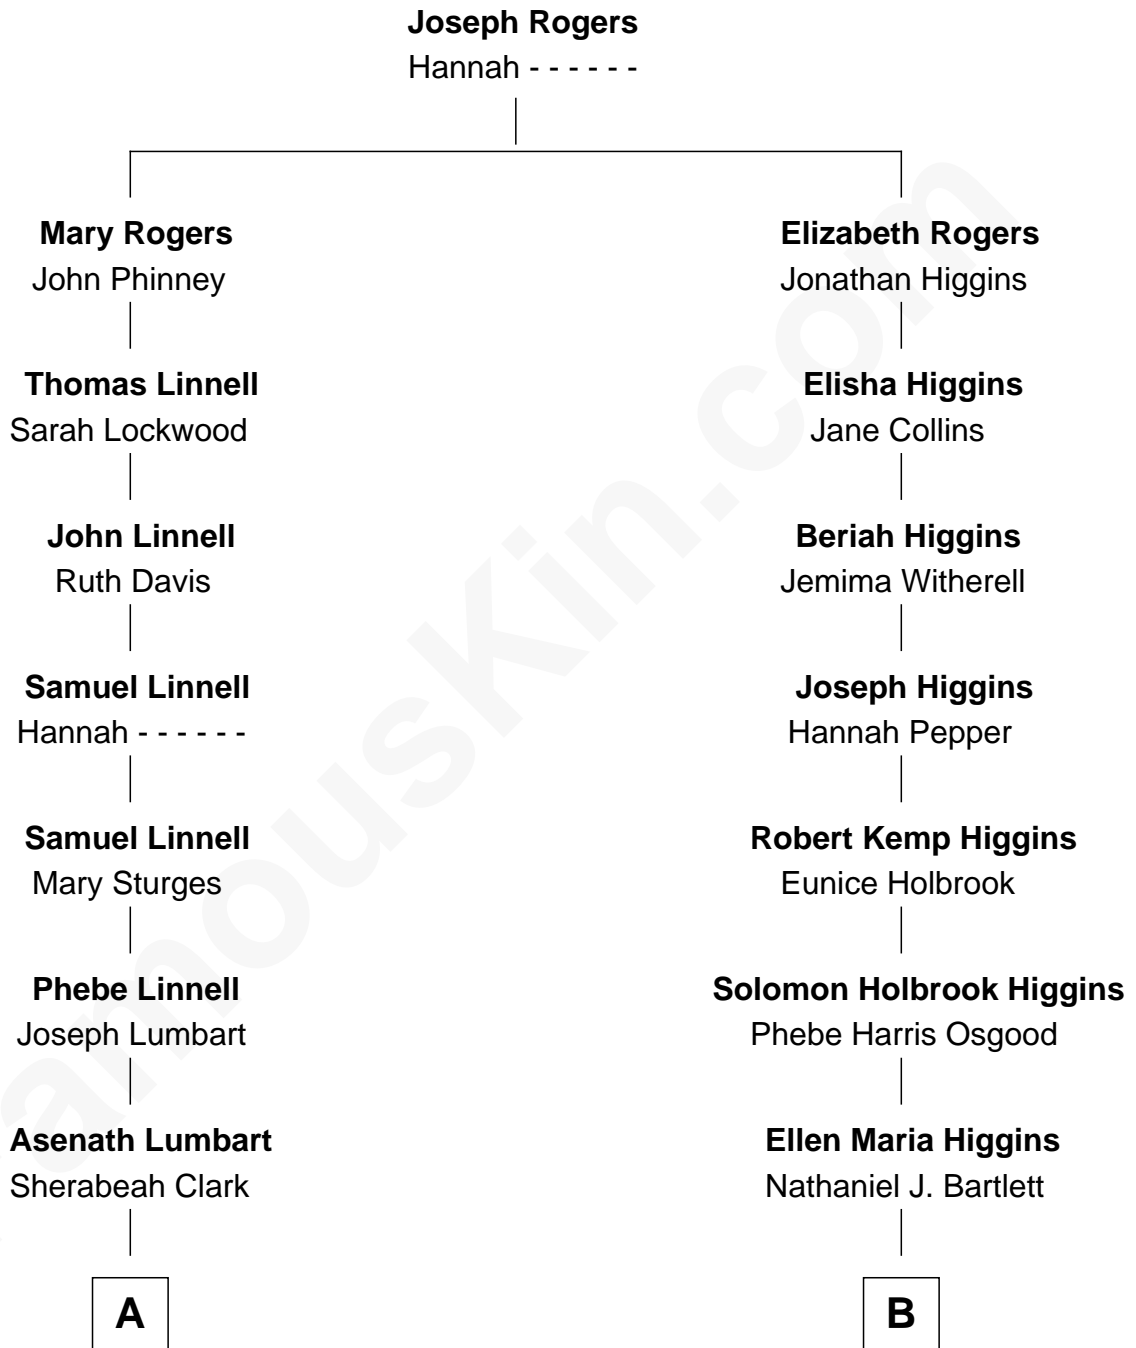 Joseph Rogers
Hannah - - - - - -
Mary Rogers
John Phinney
Elizabeth Rogers
Jonathan Higgins
Thomas Linnell
Sarah Lockwood
Elisha Higgins
Jane Collins
John Linnell
Ruth Davis
Beriah Higgins
Jemima Witherell
Samuel Linnell
Hannah - - - - - -
Joseph Higgins
Hannah Pepper
Samuel Linnell
Mary Sturges
Robert Kemp Higgins
Eunice Holbrook
Phebe Linnell
Joseph Lumbart
Solomon Holbrook Higgins
Phebe Harris Osgood
Asenath Lumbart
Sherabeah Clark
Ellen Maria Higgins
Nathaniel J. Bartlett
A
B
amouskin.com